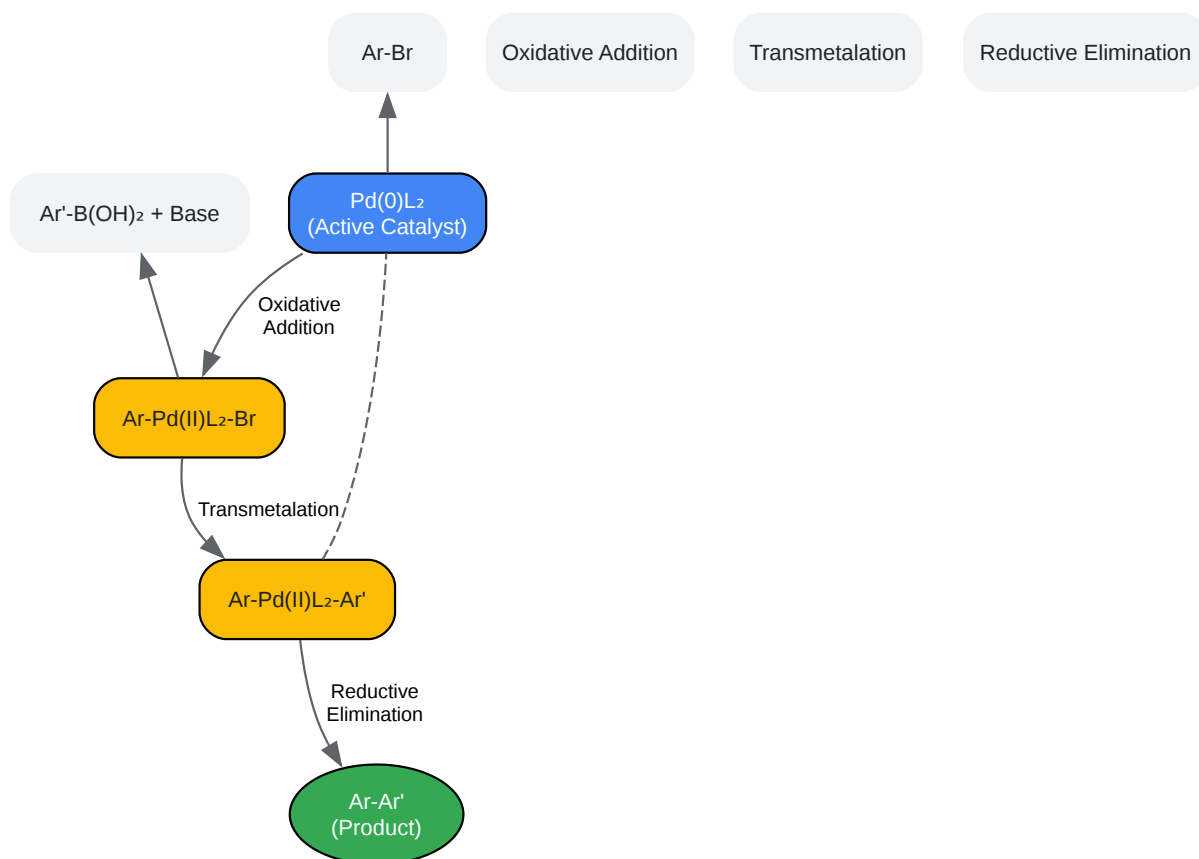 Ar-Br
Oxidative Addition
Transmetalation
Reductive Elimination
Ar'-B(OH)₂ + Base
Pd(0)L₂
(Active Catalyst)
Oxidative
Addition
Ar-Pd(II)L₂-Br
Transmetalation
Ar-Pd(II)L₂-Ar'
Reductive
Elimination
Ar-Ar'
(Product)